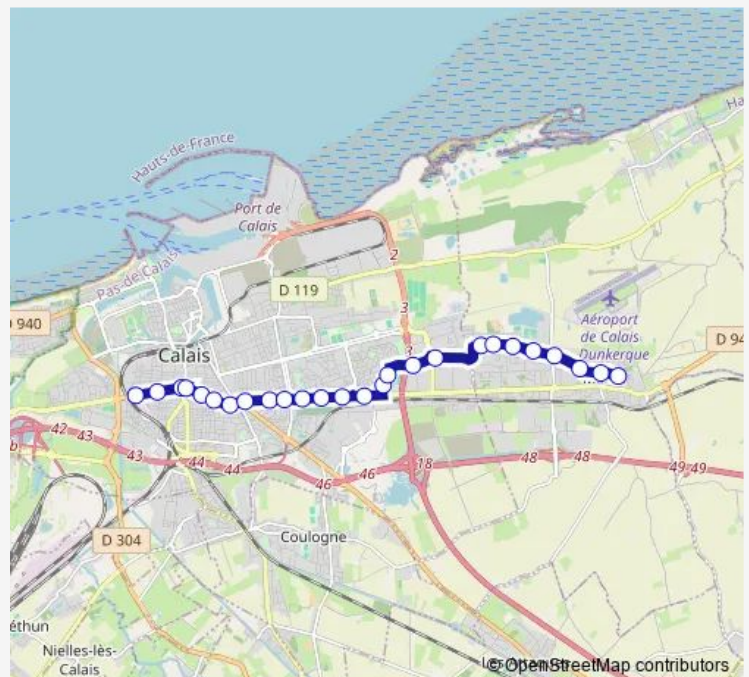 Hauts-de-France
Pas-de-Calais
Port de
Calais
2
D 119
3
3
940
Calais
Aéroport
de Calais
Dunkerque
D 94
42
43
43
44
44
46
46
18
48
48
49
49
D 304
Coulogne
éthun
Nielles-lès-
Calais
© OpenStreetMap contributors